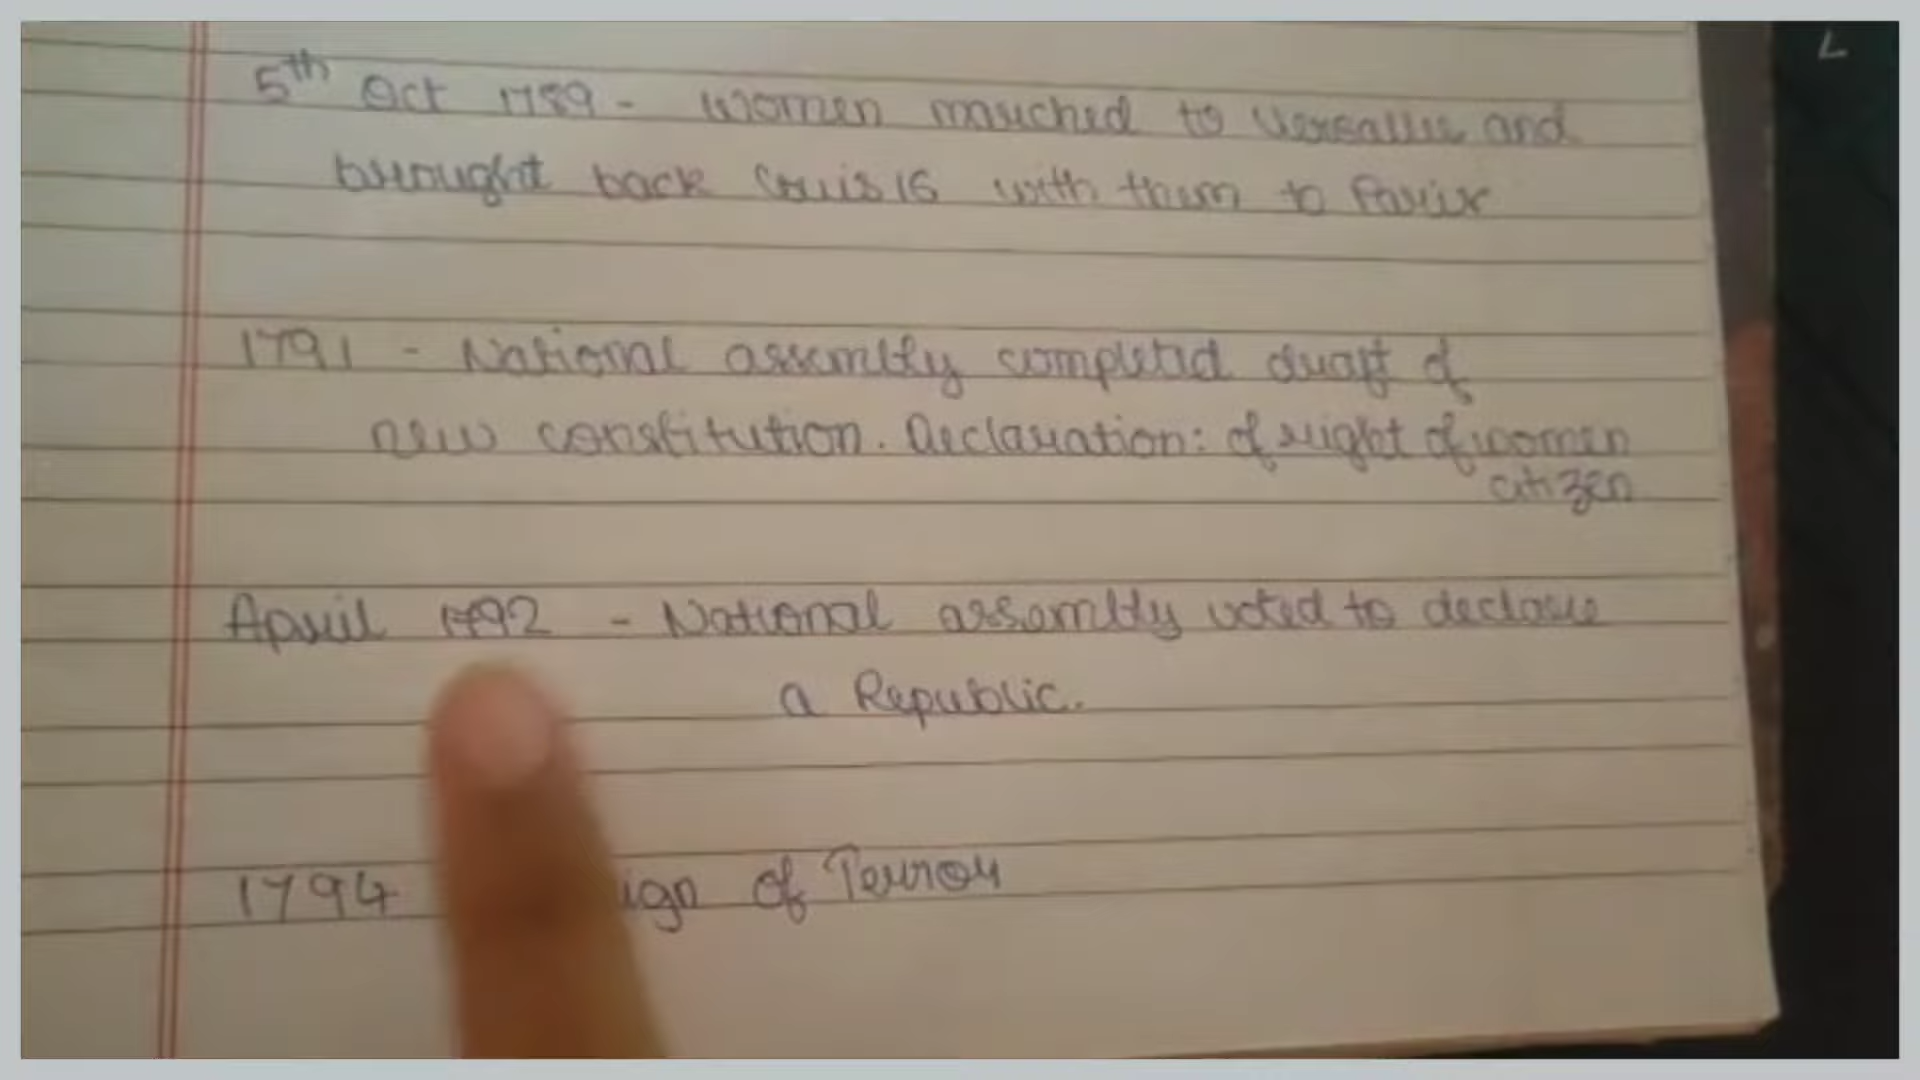 5th Oct 1789 - Women marched to Versailles and
brought back Louis 16 with them to Paris
1791 - National assembly completed draft of
new constitution. Declaration: of right of women
citizen
April 1792 - National assembly voted to declare
a Republic.
1794 ign of Terror